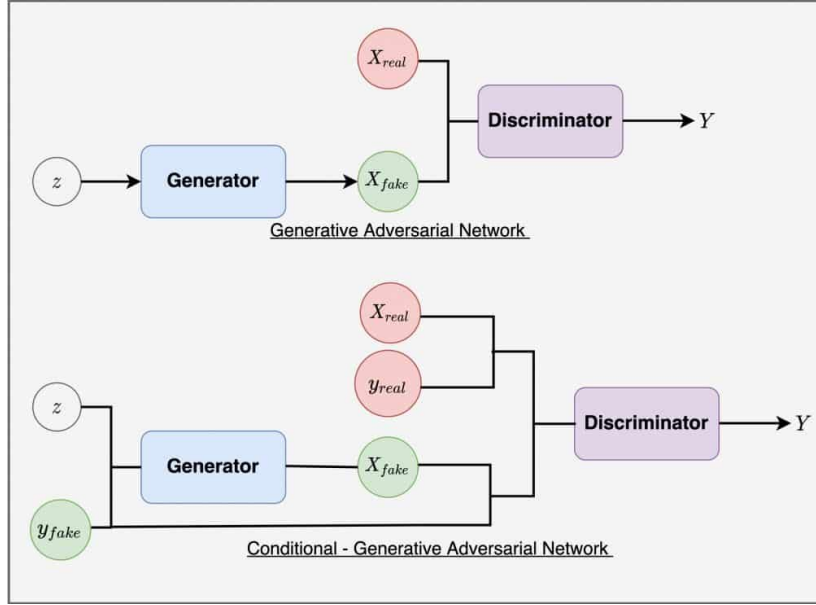 X_real
Discriminator
Y
z
Generator
X_fake
Generative Adversarial Network
X_real
y_real
z
Discriminator
Y
Generator
X_fake
y_fake
Conditional - Generative Adversarial Network